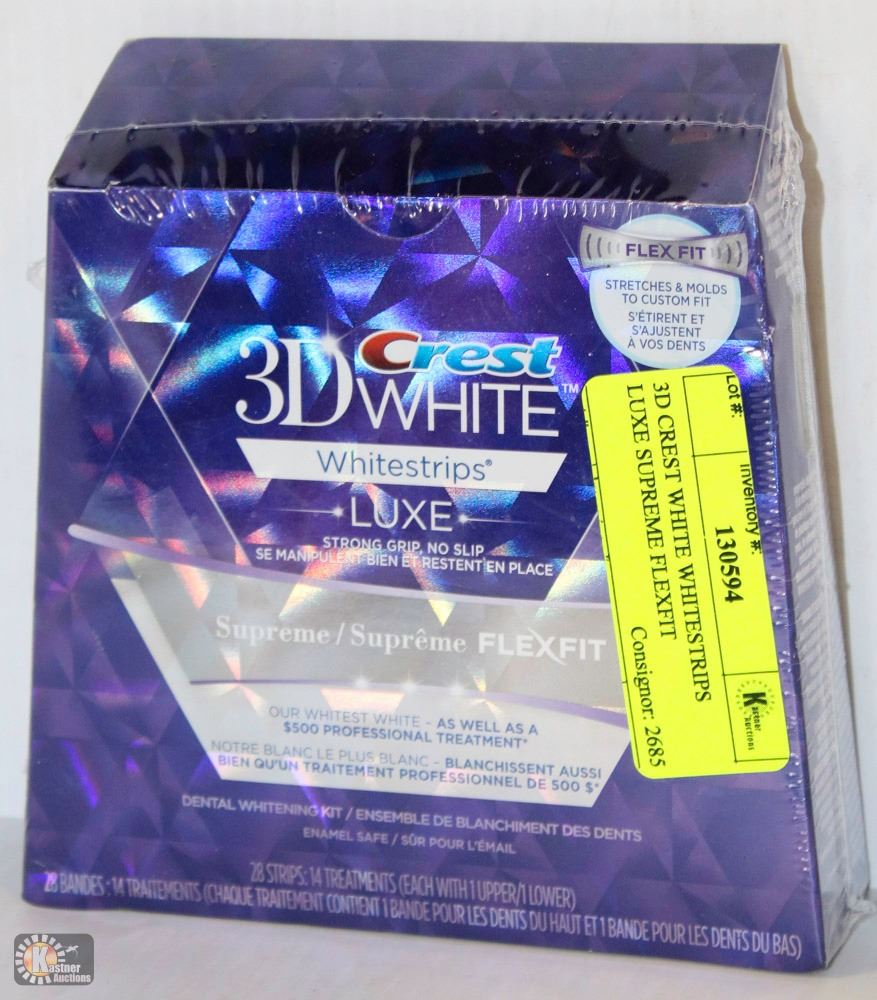 FLEX FIT
STRETCHES & MOLDS
TO CUSTOM FIT
S'ÉTIRENT ET
S'AJUSTENT
À VOS DENTS
3D Crest
WHITE™
Whitestrips®
LUXE
STRONG GRIP, NO SLIP
SE MANIPULENT BIEN ET RESTENT EN PLACE
Supreme / Suprême FLEXFIT
OUR WHITEST WHITE - AS WELL AS A
$500 PROFESSIONAL TREATMENT*
NOTRE BLANC LE PLUS BLANC - BLANCHISSENT AUSSI
BIEN QU'UN TRAITEMENT PROFESSIONNEL DE 500 $*
DENTAL WHITENING KIT / ENSEMBLE DE BLANCHIMENT DES DENTS
ENAMEL SAFE / SÛR POUR L'ÉMAIL
28 STRIPS: 14 TREATMENTS (EACH WITH 1 UPPER/1 LOWER)
28 BANDES : 14 TRAITEMENTS (CHAQUE TRAITEMENT CONTIENT 1 BANDE POUR LES DENTS DU HAUT ET 1 BANDE POUR LES DENTS DU BAS)
Lot #:
Inventory #:
130594
Kastner
Auctions
3D CREST WHITE WHITESTRIPS
LUXE SUPREME FLEXFIT
Consignor: 2685
Kastner
Auctions